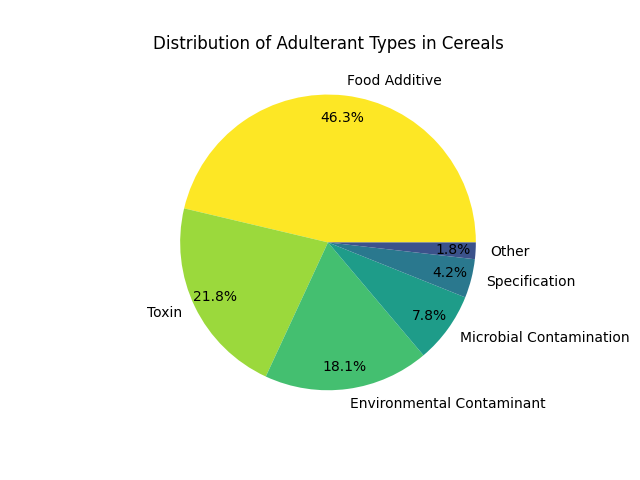 Distribution of Adulterant Types in Cereals
Food Additive
46.3%
Toxin
21.8%
Environmental Contaminant
18.1%
Microbial Contamination
7.8%
Specification
4.2%
Other
1.8%